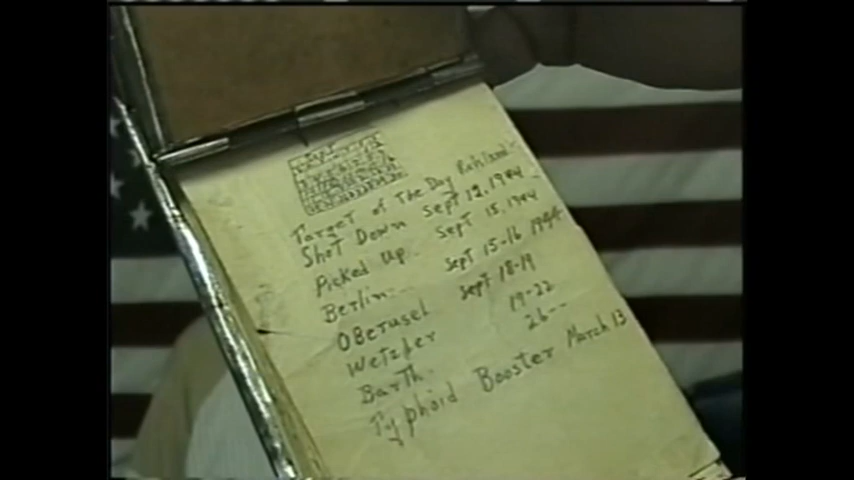 Target of The Day Ruhland
Shot Down Sept 12, 1944
Picked Up Sept 15, 1944
Berlin Sept 15-16 1944
Oberusel Sept 18-19
Wetzler 19-22
Barth. 26--
Typhoid Booster March 13